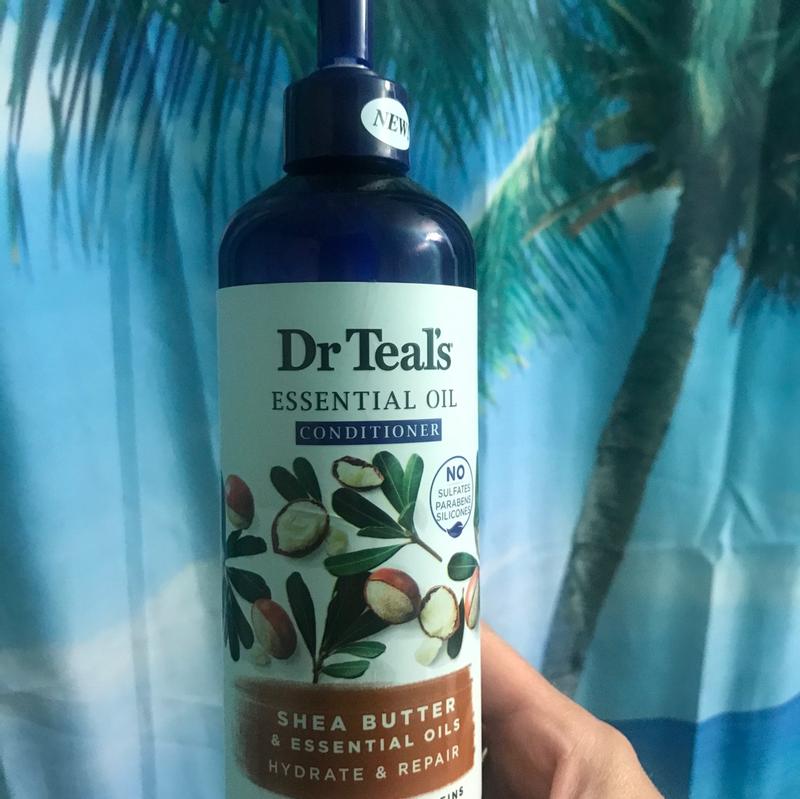 NEW
Dr Teal's
ESSENTIAL OIL
CONDITIONER
NO
SULFATES
PARABENS
SILICONES
SHEA BUTTER
& ESSENTIAL OILS
HYDRATE & REPAIR